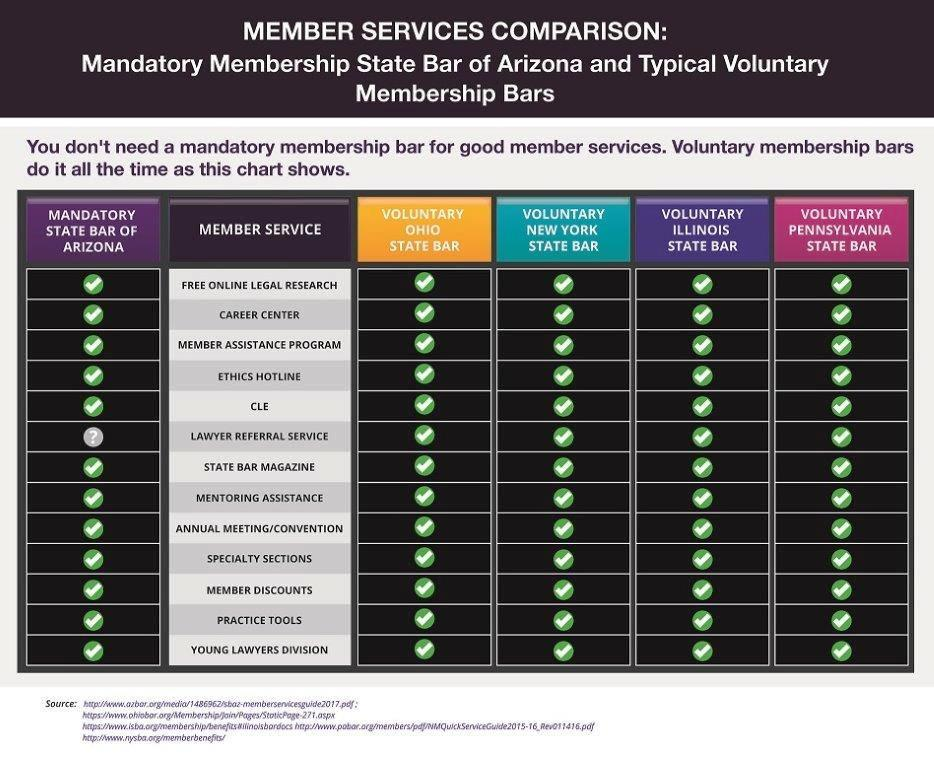 MEMBER SERVICES COMPARISON:
Mandatory Membership State Bar of Arizona and Typical Voluntary
Membership Bars
You don't need a mandatory membership bar for good member services. Voluntary membership bars
do it all the time as this chart shows.
MANDATORY
STATE BAR OF
ARIZONA
MEMBER SERVICE
VOLUNTARY
OHIO
STATE BAR
VOLUNTARY
NEW YORK
STATE BAR
VOLUNTARY
ILLINOIS
STATE BAR
VOLUNTARY
PENNSYLVANIA
STATE BAR
FREE ONLINE LEGAL RESEARCH
CAREER CENTER
MEMBER ASSISTANCE PROGRAM
ETHICS HOTLINE
CLE
? LAWYER REFERRAL SERVICE
STATE BAR MAGAZINE
MENTORING ASSISTANCE
ANNUAL MEETING/CONVENTION
SPECIALTY SECTIONS
MEMBER DISCOUNTS
PRACTICE TOOLS
YOUNG LAWYERS DIVISION
Source: http://www.azbar.org/media/1486962/sbaz-memberservicesguide2017.pdf ;
https://www.ohiobar.org/Membership/Join/Pages/StaticPage-271.aspx
https://www.isba.org/membership/benefits#illinoisbardocs http://www.pabar.org/members/pdf/NMQuickServiceGuide2015-16_Rev011416.pdf
http://www.nysba.org/memberbenefits/